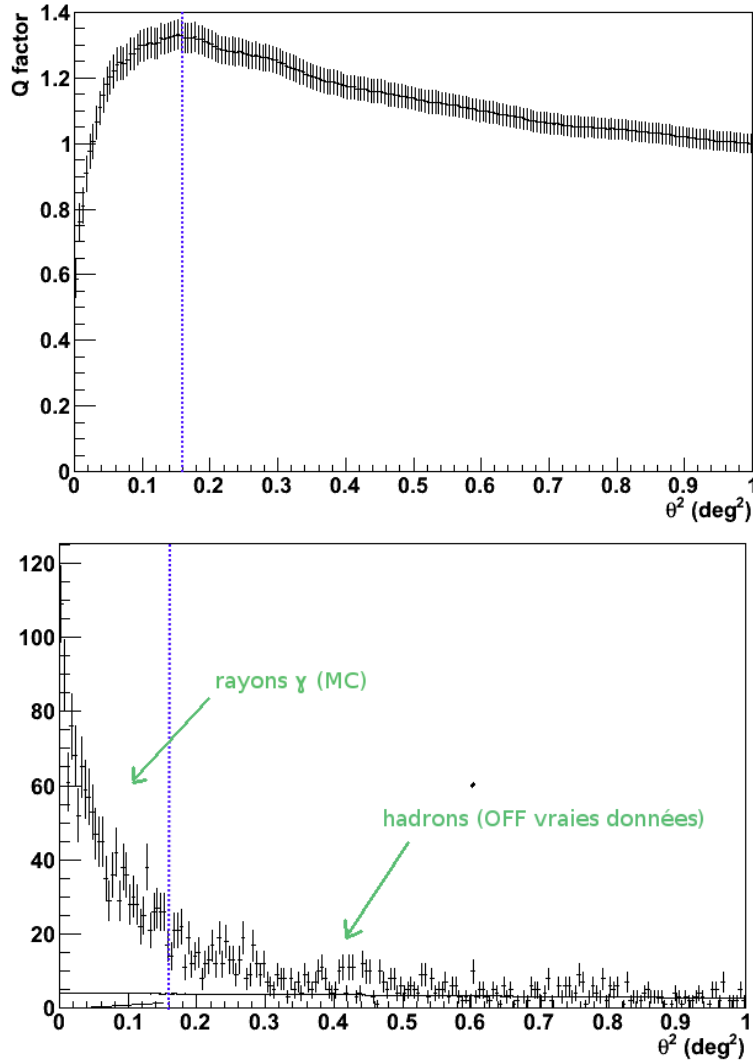 Q factor
1.4
1.2
1
0.8
0.6
0.4
0.2
0
0 0.1 0.2 0.3 0.4 0.5 0.6 0.7 0.8 0.9 1
θ² (deg²)
120
100
80
60
40
20
0
rayons γ (MC)
hadrons (OFF vraies données)
0 0.1 0.2 0.3 0.4 0.5 0.6 0.7 0.8 0.9 1
θ² (deg²)